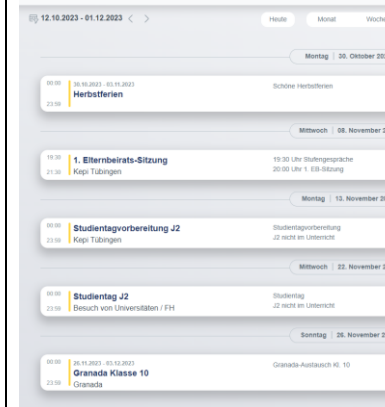 12.10.2023 - 01.12.2023 < >
Heute Monat Woche
Montag | 30. Oktober 20
00:00 30.10.2023 - 03.11.2023
Herbstferien
Schöne Herbstferien
23:59
Mittwoch | 08. November 2
19:30 1. Elternbeirats-Sitzung
21:30 Kepi Tübingen
19:30 Uhr Stufengespräche
20:00 Uhr 1. EB-Sitzung
Montag | 13. November 20
00:00 Studientagvorbereitung J2
23:59 Kepi Tübingen
Studientagvorbereitung
J2 nicht im Unterricht
Mittwoch | 22. November 2
00:00 Studientag J2
23:59 Besuch von Universitäten / FH
Studientag
J2 nicht im Unterricht
Sonntag | 26. November 2
00:00 26.11.2023 - 03.12.2023
Granada Klasse 10
23:59 Granada
Granada-Austausch Kl. 10